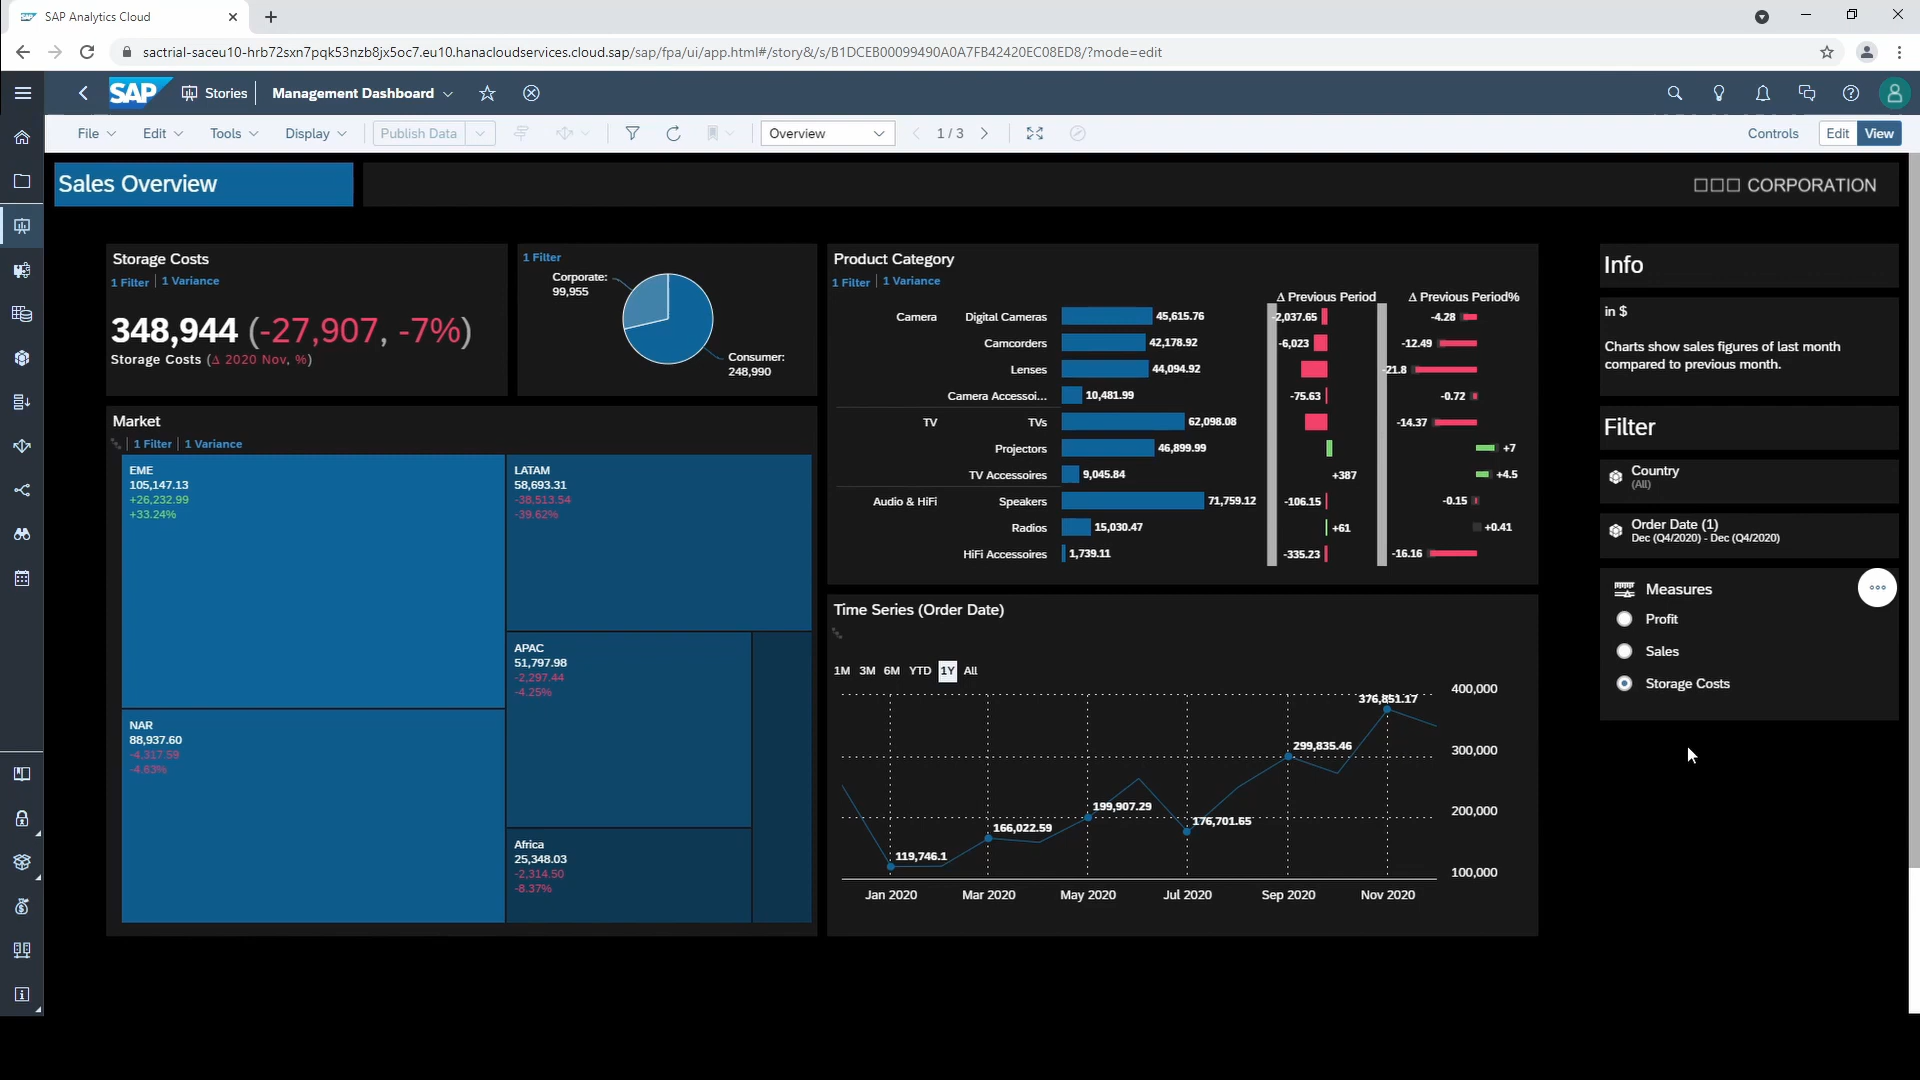 SAP Analytics Cloud
sactrial-saceu10-hrb72sxn7pqk53nzb8jx5oc7.eu10.hanacloudservices.cloud.sap/sap/fpa/ui/app.html#/story&/s/B1DCEB00099490A0A7FB42420EC08ED8/?mode=edit
SAP Stories Management Dashboard
File Edit Tools Display Publish Data Overview 1 / 3 Controls Edit View
Sales Overview
□□□ CORPORATION
Storage Costs
1 Filter 1 Variance
348,944 (-27,907, -7%)
Storage Costs (Δ 2020 Nov, %)
1 Filter
Corporate:
99,955
Consumer:
248,990
Market
1 Filter 1 Variance
EME
105,147.13
+26,232.99
+33.24%
LATAM
58,693.31
-38,513.54
-39.62%
APAC
51,797.98
-2,297.44
-4.25%
NAR
88,937.60
-4,317.59
-4.63%
Africa
25,348.03
-2,314.50
-8.37%
Product Category
1 Filter 1 Variance
Δ Previous Period Δ Previous Period%
Camera Digital Cameras 45,615.76 -2,037.65 -4.28
Camcorders 42,178.92 -6,023 -12.49
Lenses 44,094.92 -21.8
Camera Accessoi... 10,481.99 -75.63 -0.72
TV TVs 62,098.08 -14.37
Projectors 46,899.99 +7
TV Accessoires 9,045.84 +387 +4.5
Audio & HiFi Speakers 71,759.12 -106.15 -0.15
Radios 15,030.47 +61 +0.41
HiFi Accessoires 1,739.11 -335.23 -16.16
Time Series (Order Date)
1M 3M 6M YTD 1Y All
376,851.17
400,000
299,835.46
300,000
199,907.29
200,000
176,701.65
166,022.59
119,746.1
100,000
Jan 2020 Mar 2020 May 2020 Jul 2020 Sep 2020 Nov 2020
Info
in $
Charts show sales figures of last month
compared to previous month.
Filter
Country
(All)
Order Date (1)
Dec (Q4/2020) - Dec (Q4/2020)
Measures
Profit
Sales
Storage Costs